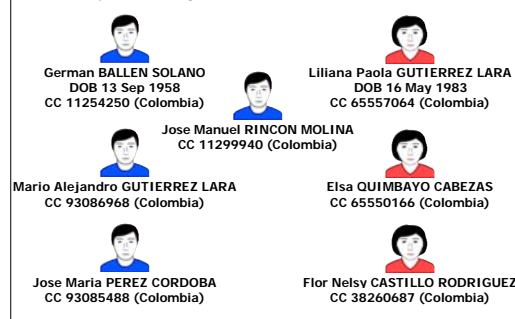 German BALLEN SOLANO
DOB 13 Sep 1958
CC 11254250 (Colombia)
Liliana Paola GUTIERREZ LARA
DOB 16 May 1983
CC 65557064 (Colombia)
Jose Manuel RINCON MOLINA
CC 11299940 (Colombia)
Mario Alejandro GUTIERREZ LARA
CC 93086968 (Colombia)
Elsa QUIMBAYO CABEZAS
CC 65550166 (Colombia)
Jose Maria PEREZ CORDOBA
CC 93085488 (Colombia)
Flor Nelsy CASTILLO RODRIGUEZ
CC 38260687 (Colombia)